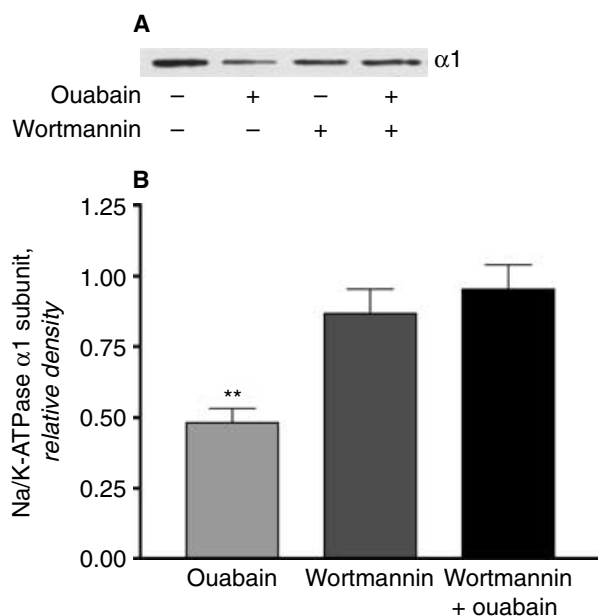 A
α1
Ouabain – + – +
Wortmannin – – + +
B
Na/K-ATPase α1 subunit,
relative density
1.25
1.00
0.75
0.50
0.25
0.00
**
Ouabain Wortmannin Wortmannin
+ ouabain